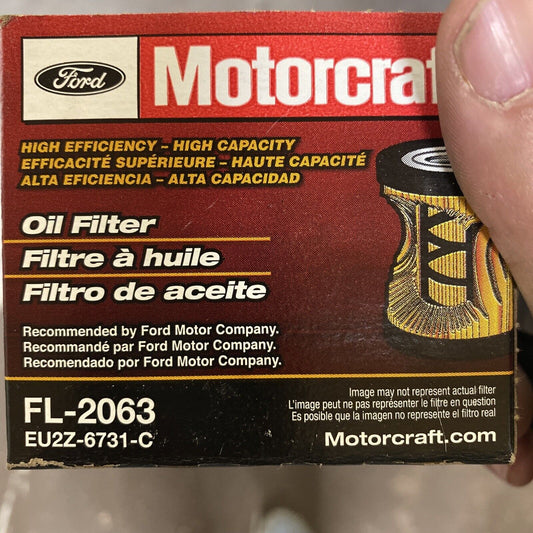 Ford
Motorcraf
HIGH EFFICIENCY – HIGH CAPACITY
EFFICACITÉ SUPÉRIEURE – HAUTE CAPACITÉ
ALTA EFICIENCIA – ALTA CAPACIDAD
Oil Filter
Filtre à huile
Filtro de aceite
Recommended by Ford Motor Company.
Recommandé par Ford Motor Company.
Recomendado por Ford Motor Company.
FL-2063
EU2Z-6731-C
Image may not represent actual filter
L'image peut ne pas représenter le filtre en question
Es posible que la imagen no represente el filtro real
Motorcraft.com